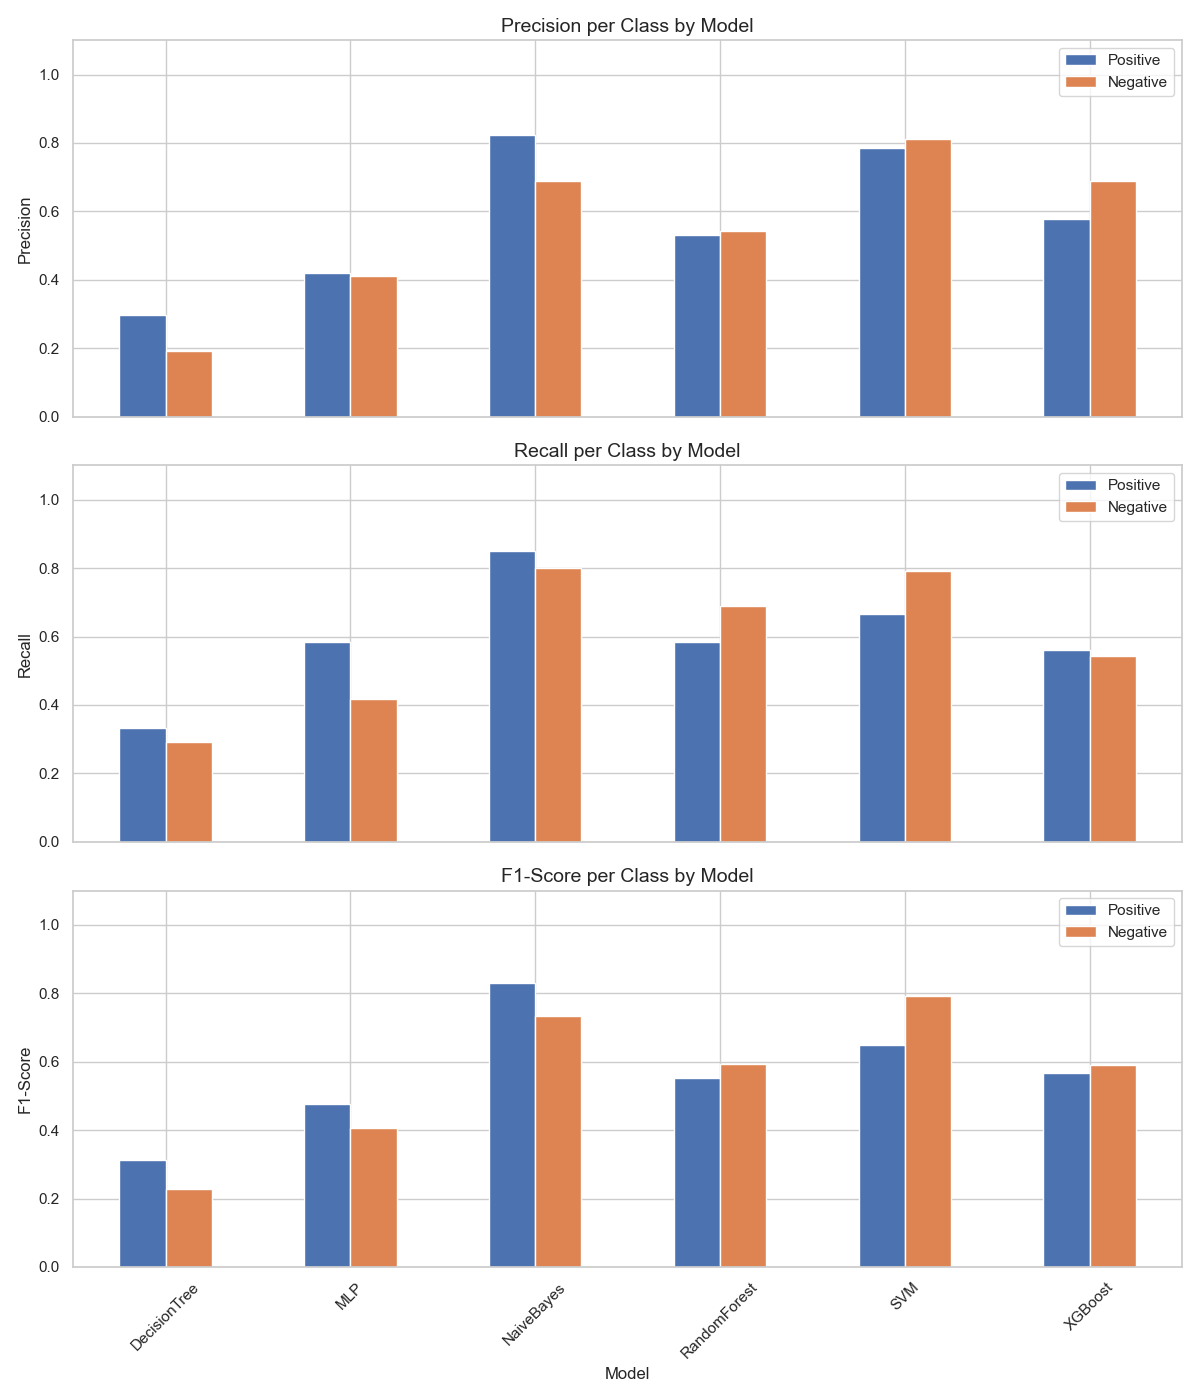 Precision per Class by Model
Positive
Negative
1.0
0.8
0.6
0.4
0.2
0.0
Precision
Recall per Class by Model
Positive
Negative
1.0
0.8
0.6
0.4
0.2
0.0
Recall
F1-Score per Class by Model
Positive
Negative
1.0
0.8
0.6
0.4
0.2
0.0
F1-Score
DecisionTree
MLP
NaiveBayes
RandomForest
SVM
XGBoost
Model